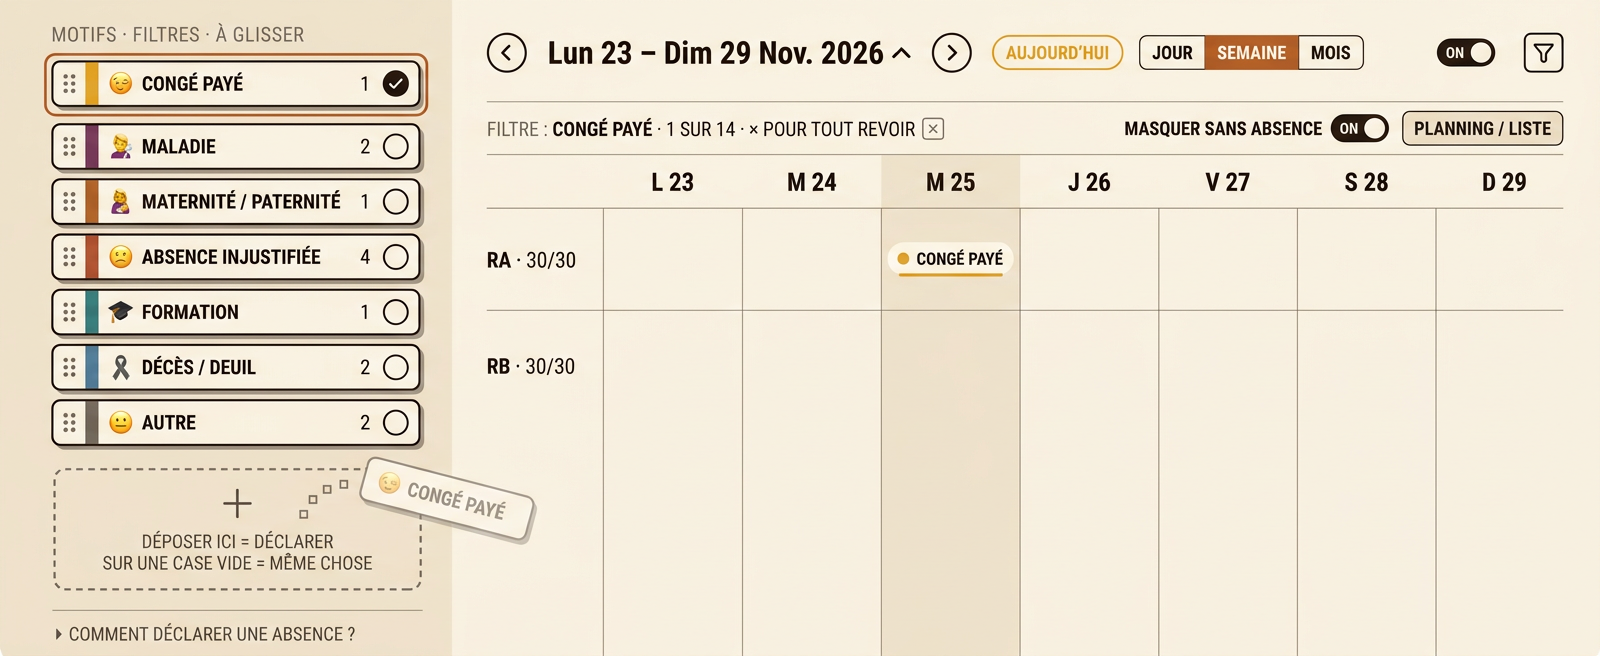 MOTIFS · FILTRES · À GLISSER
CONGÉ PAYÉ 1
MALADIE 2
MATERNITÉ / PATERNITÉ 1
ABSENCE INJUSTIFIÉE 4
FORMATION 1
DÉCÈS / DEUIL 2
AUTRE 2
CONGÉ PAYÉ
DÉPOSER ICI = DÉCLARER
SUR UNE CASE VIDE = MÊME CHOSE
COMMENT DÉCLARER UNE ABSENCE ?
Lun 23 – Dim 29 Nov. 2026 AUJOURD'HUI JOUR SEMAINE MOIS ON
FILTRE : CONGÉ PAYÉ · 1 SUR 14 · × POUR TOUT REVOIR MASQUER SANS ABSENCE ON PLANNING / LISTE
L 23 M 24 M 25 J 26 V 27 S 28 D 29
RA · 30/30 CONGÉ PAYÉ
RB · 30/30